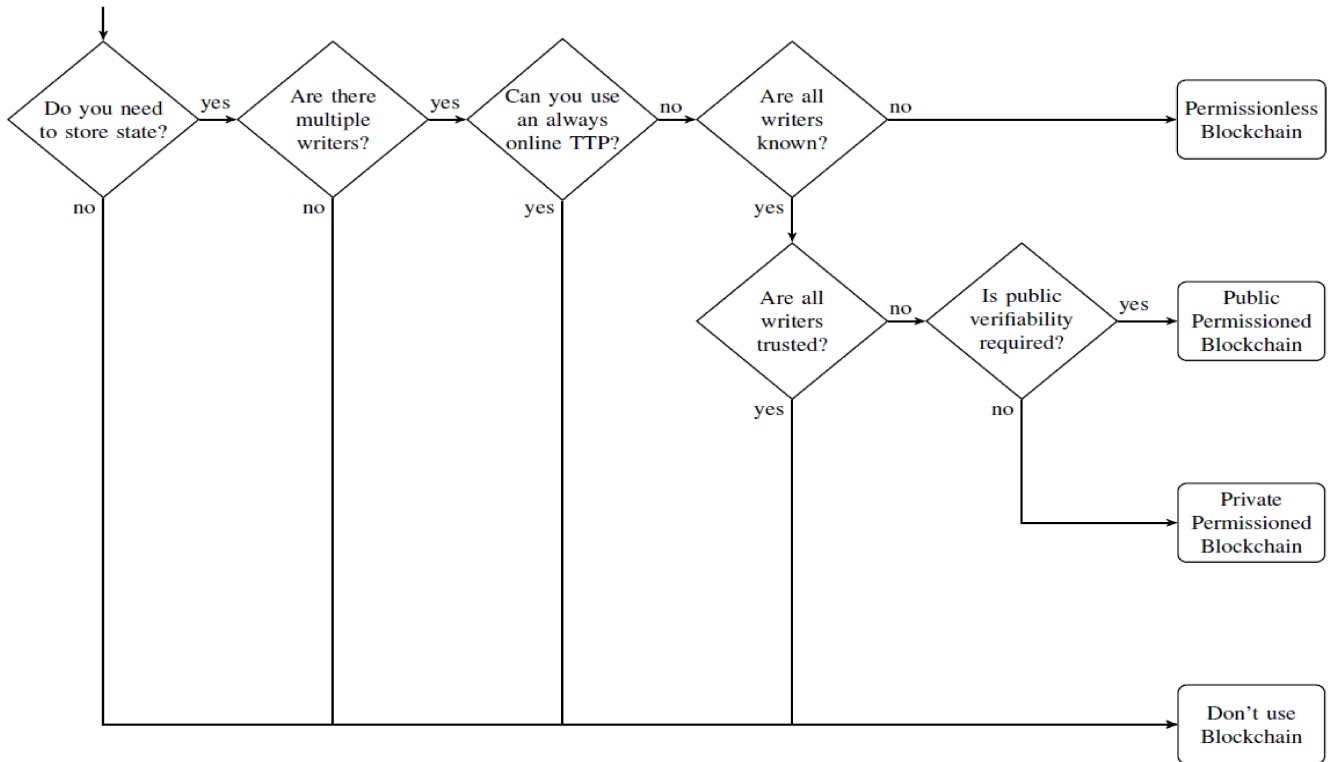 Do you need
to store state?
yes
no
Are there
multiple
writers?
yes
no
Can you use
an always
online TTP?
no
yes
Are all
writers
known?
no
yes
Permissionless
Blockchain
Are all
writers
trusted?
no
yes
Is public
verifiability
required?
yes
no
Public
Permissioned
Blockchain
Private
Permissioned
Blockchain
Don't use
Blockchain